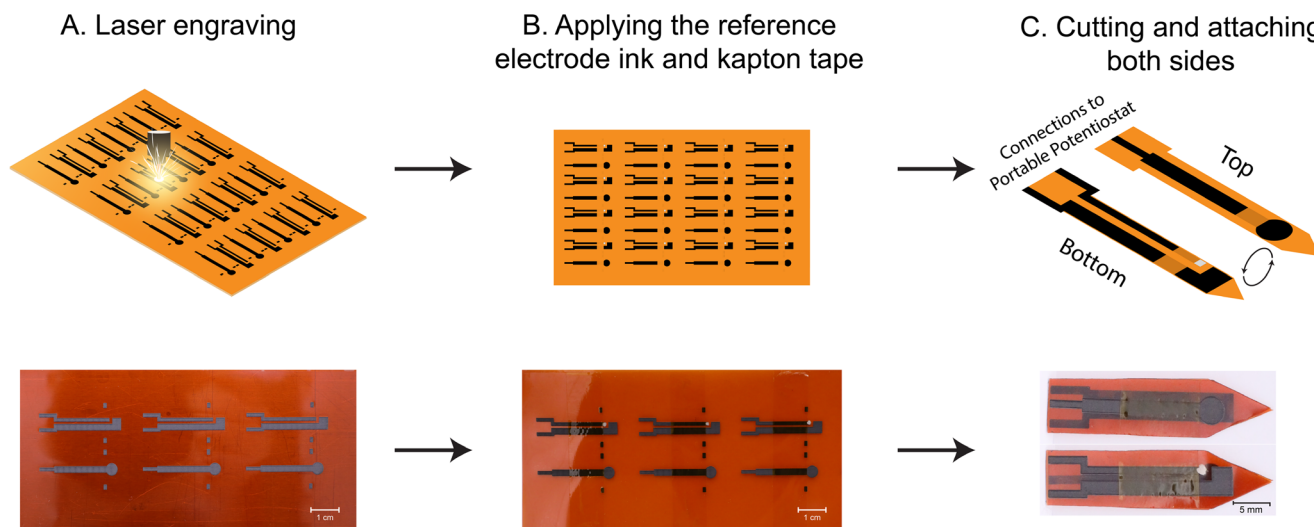 A. Laser engraving
B. Applying the reference
electrode ink and kapton tape
C. Cutting and attaching
both sides
Connections to
Portable Potentiostat
Top
Bottom
1 cm
1 cm
5 mm